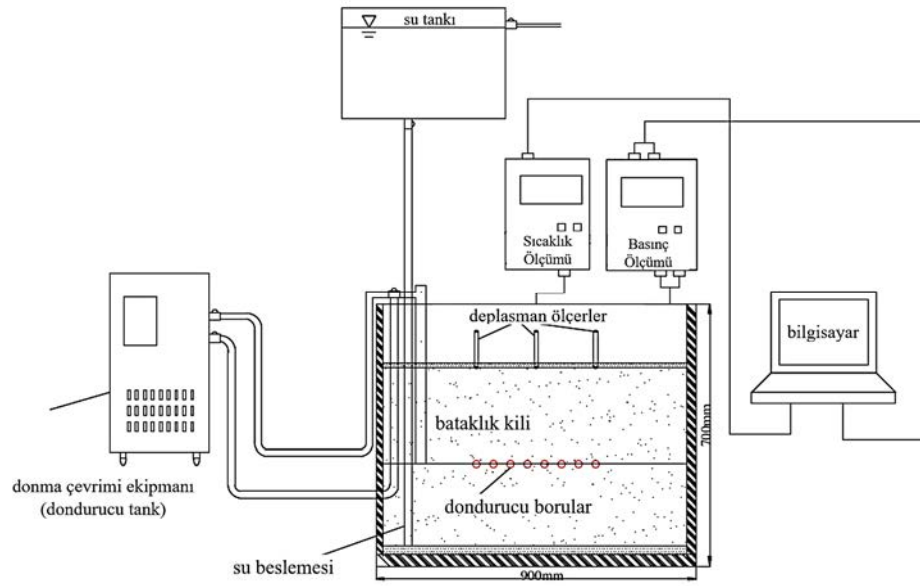 su tankı
Sıcaklık
Ölçümü
Basınç
Ölçümü
deplasman ölçerler
bilgisayar
bataklık kili
700mm
donma çevrimi ekipmanı
(dondurucu tank)
dondurucu borular
su beslemesi
900mm